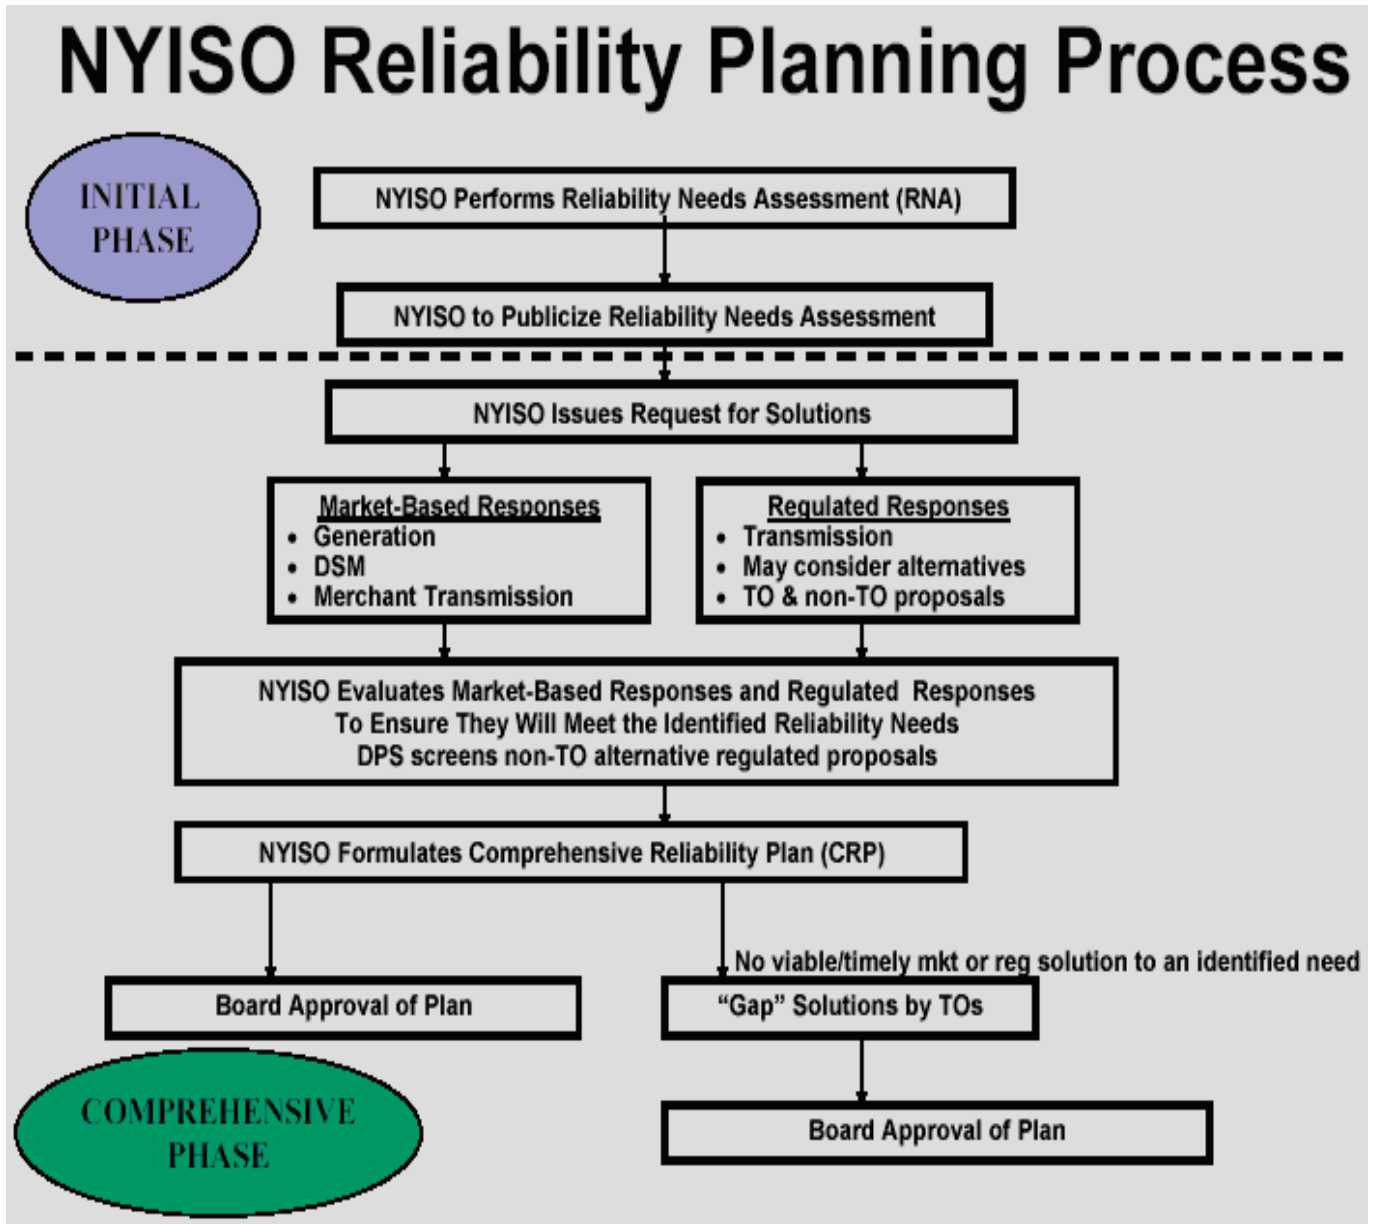 NYISO Reliability Planning Process
INITIAL
PHASE
NYISO Performs Reliability Needs Assessment (RNA)
NYISO to Publicize Reliability Needs Assessment
NYISO Issues Request for Solutions
Market-Based Responses
• Generation
• DSM
• Merchant Transmission
Regulated Responses
• Transmission
• May consider alternatives
• TO & non-TO proposals
NYISO Evaluates Market-Based Responses and Regulated Responses
To Ensure They Will Meet the Identified Reliability Needs
DPS screens non-TO alternative regulated proposals
NYISO Formulates Comprehensive Reliability Plan (CRP)
No viable/timely mkt or reg solution to an identified need
Board Approval of Plan
“Gap” Solutions by TOs
COMPREHENSIVE
PHASE
Board Approval of Plan